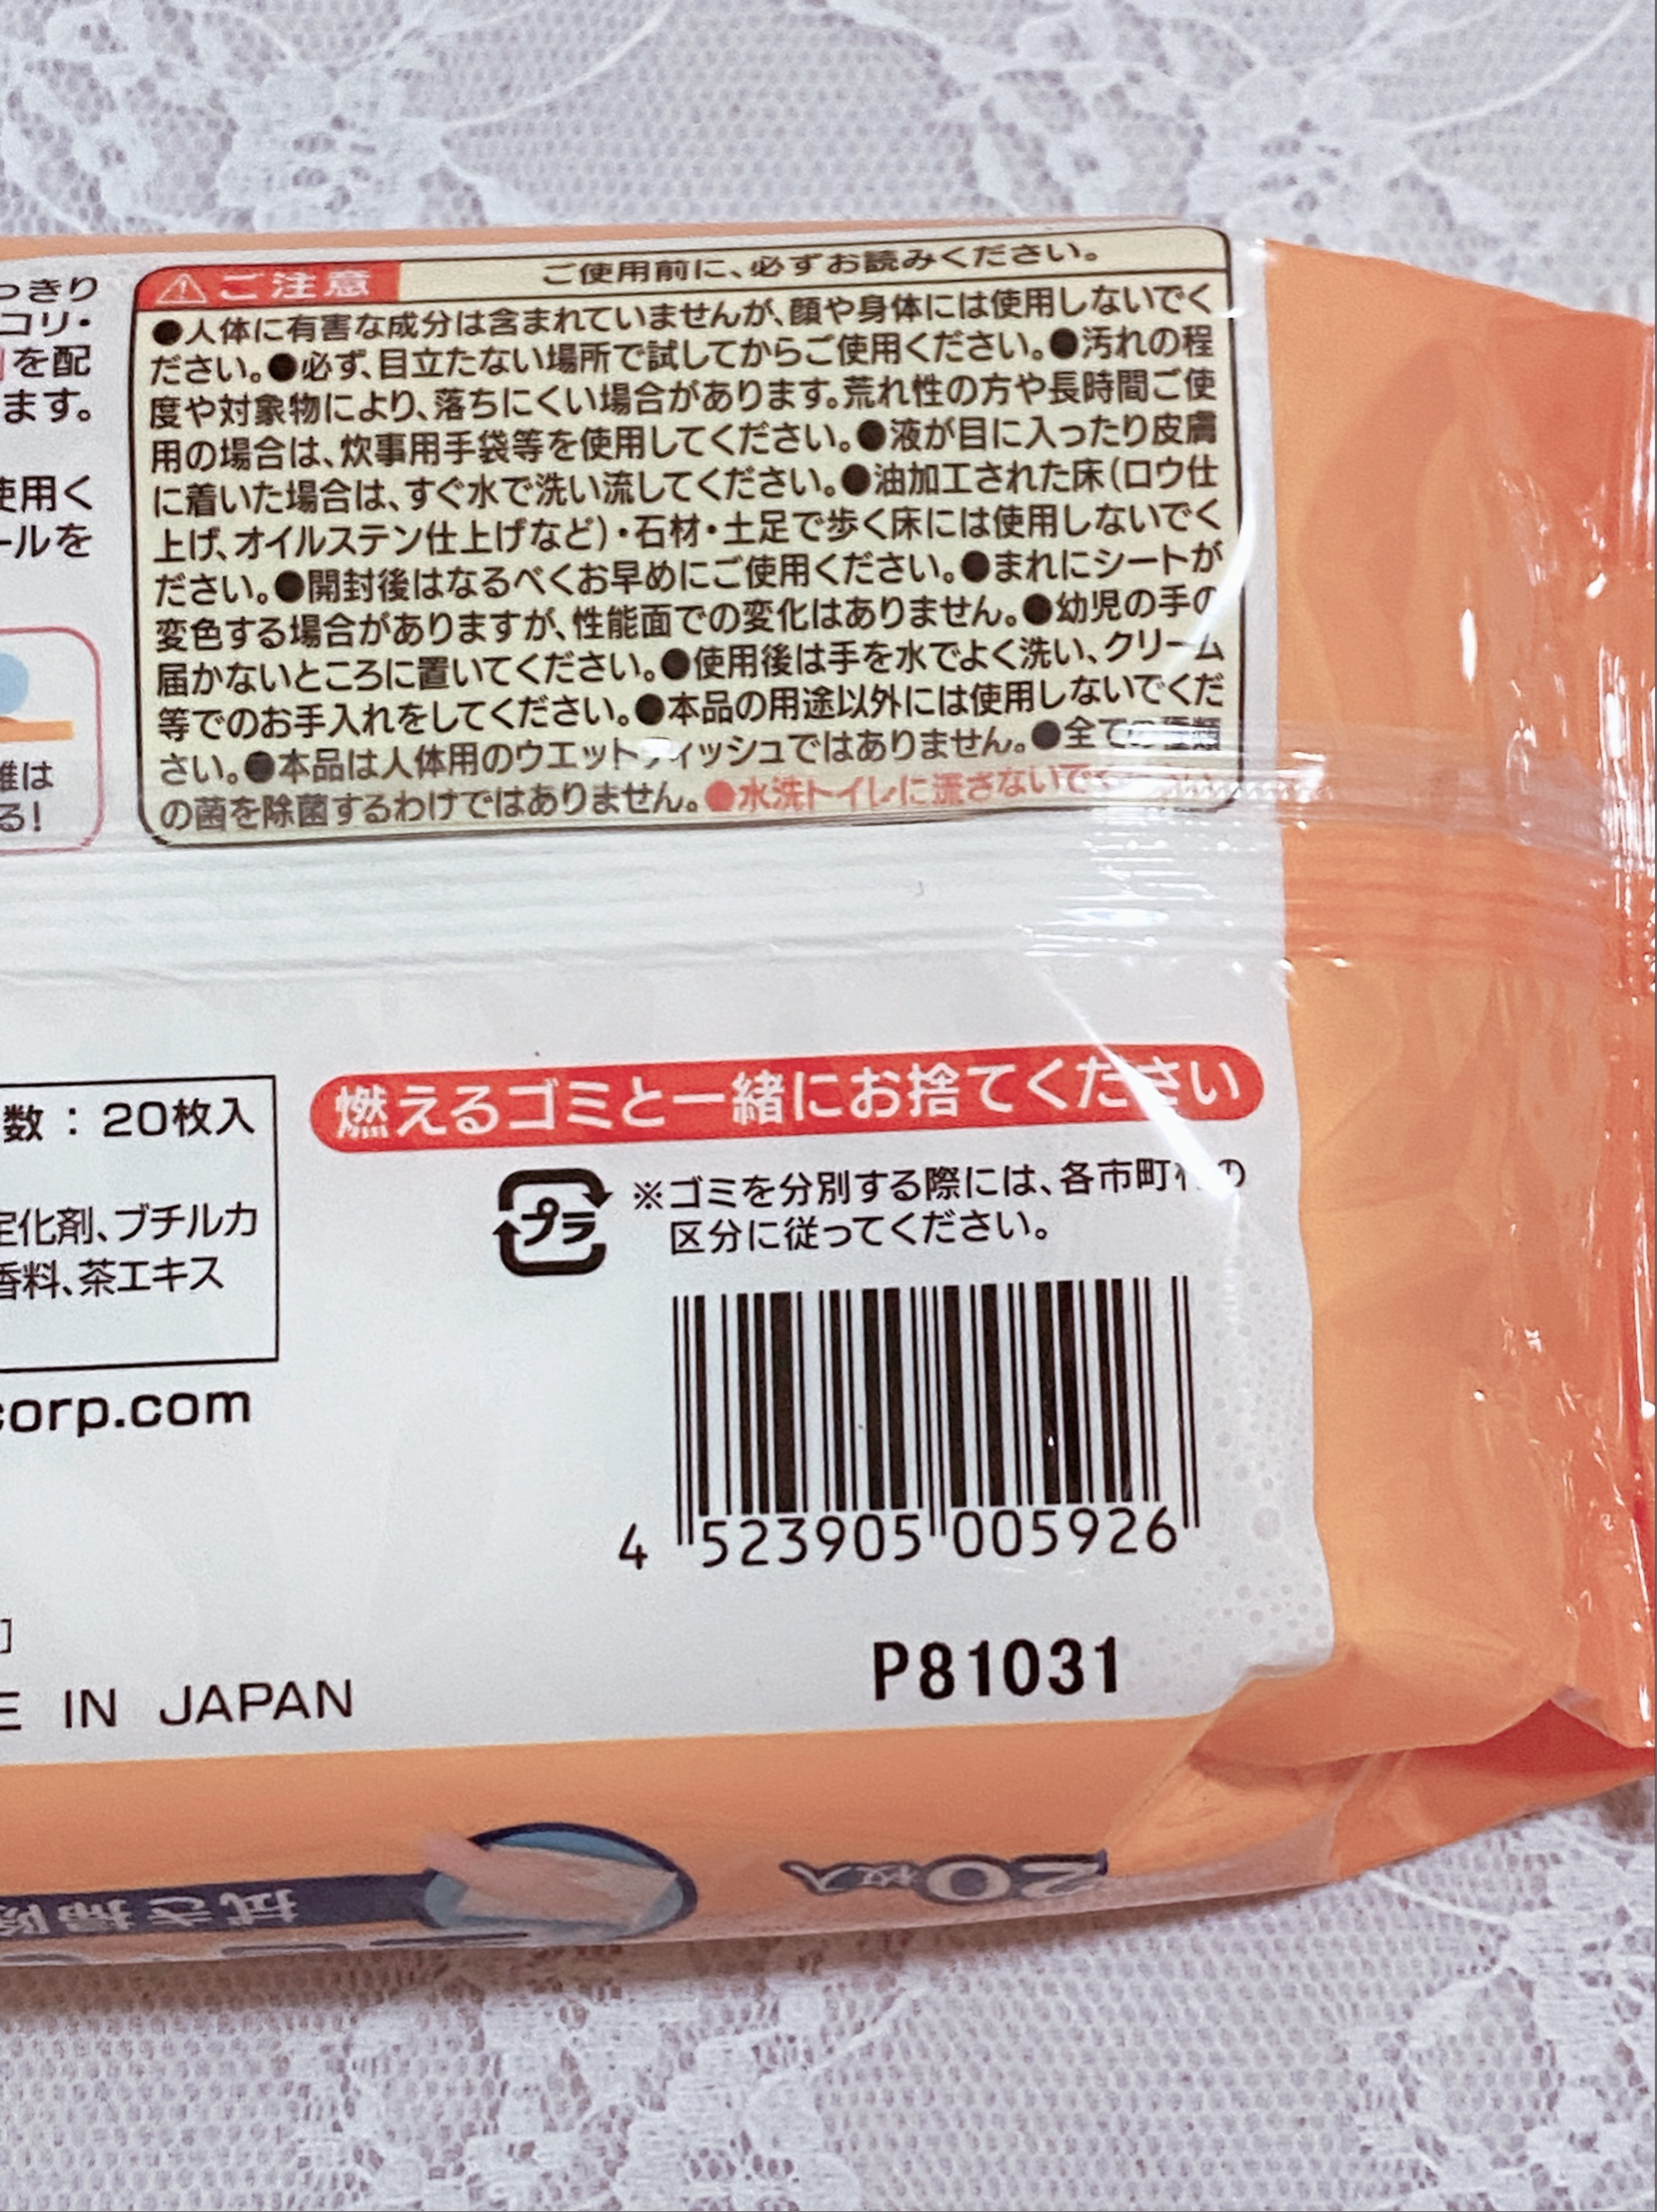 っきり
コリ・
を配
ます。
使用く
ールを
雑は
る!
ご注意
ご使用前に、必ずお読みください。
●人体に有害な成分は含まれていませんが、顔や身体には使用しないでく
ださい。●必ず、目立たない場所で試してからご使用ください。●汚れの程
度や対象物により、落ちにくい場合があります。荒れ性の方や長時間ご使
用の場合は、炊事用手袋等を使用してください。●液が目に入ったり皮膚
に着いた場合は、すぐ水で洗い流してください。●油加工された床(ロウ仕
上げ、オイルステン仕上げなど)・石材・土足で歩く床には使用しないでく
ださい。●開封後はなるべくお早めにご使用ください。●まれにシートが
変色する場合がありますが、性能面での変化はありません。●幼児の手の
届かないところに置いてください。●使用後は手を水でよく洗い、クリーム
等でのお手入れをしてください。●本品の用途以外には使用しないでくだ
さい。●本品は人体用のウエットティッシュではありません。●全ての種類
の菌を除菌するわけではありません。●水洗トイレに流さないで
数:20枚入
定化剤、ブチルカ
香料、茶エキス
corp.com
]
E IN JAPAN
燃えるゴミと一緒にお捨てください
プラ
※ゴミを分別する際には、各市町村の
区分に従ってください。
4 523905 005926
P81031
20枚入
拭き掃除